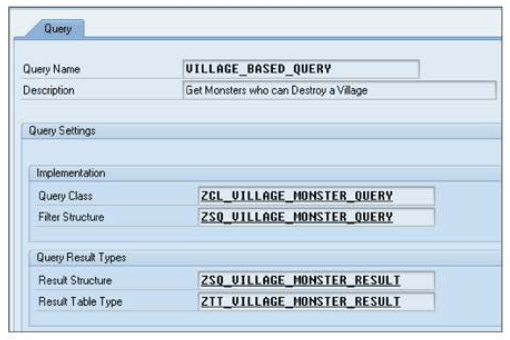 Query
Query Name VILLAGE_BASED_QUERY
Description Get Monsters who can Destroy a Village
Query Settings
Implementation
Query Class ZCL_VILLAGE_MONSTER_QUERY
Filter Structure ZSQ_VILLAGE_MONSTER_QUERY
Query Result Types
Result Structure ZSQ_VILLAGE_MONSTER_RESULT
Result Table Type ZTT_VILLAGE_MONSTER_RESULT